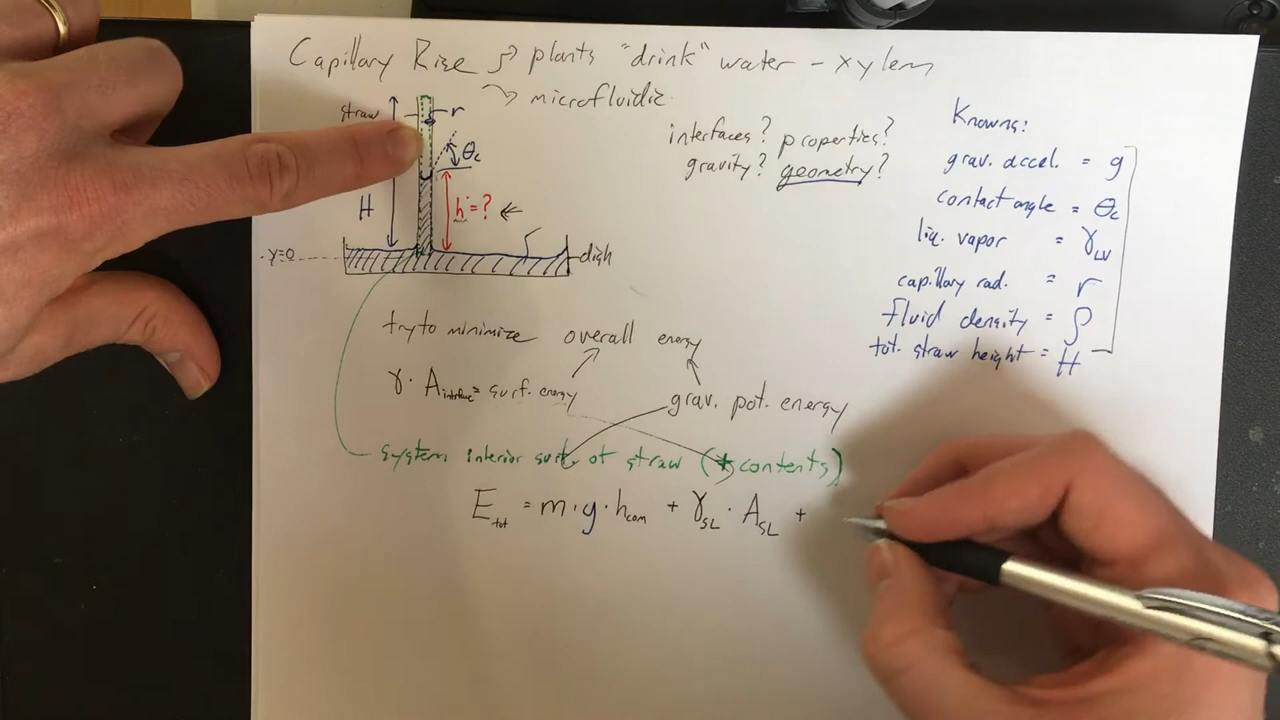 Capillary Rise → plants "drink" water - xylem
→ microfluidic
straw
r
θc
H
h=?
y=0
dish
interfaces? properties?
gravity? geometry?
Knowns:
grav. accel. = g
contact angle = θc
liq. vapor = γLV
capillary rad. = r
fluid density = ρ
tot. straw height = H
try to minimize overall energy
γ · Ainterface = surf. energy
grav. pot. energy
system interior surf. of straw (+ contents)
Etot = m·g·hcom + γSL · ASL +